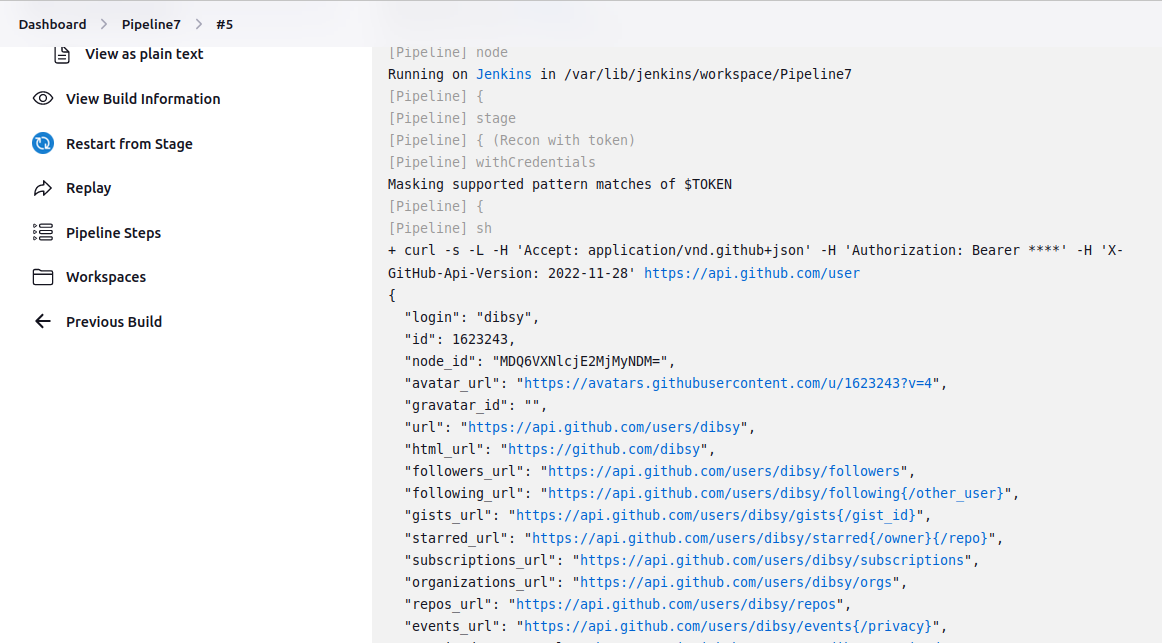 Dashboard > Pipeline7 > #5
View as plain text
View Build Information
Restart from Stage
Replay
Pipeline Steps
Workspaces
Previous Build
[Pipeline] node
Running on Jenkins in /var/lib/jenkins/workspace/Pipeline7
[Pipeline] {
[Pipeline] stage
[Pipeline] { (Recon with token)
[Pipeline] withCredentials
Masking supported pattern matches of $TOKEN
[Pipeline] {
[Pipeline] sh
+ curl -s -L -H 'Accept: application/vnd.github+json' -H 'Authorization: Bearer ****' -H 'X-
GitHub-Api-Version: 2022-11-28' https://api.github.com/user
{
"login": "dibsy",
"id": 1623243,
"node_id": "MDQ6VXNlcjE2MjMyNDM=",
"avatar_url": "https://avatars.githubusercontent.com/u/1623243?v=4",
"gravatar_id": "",
"url": "https://api.github.com/users/dibsy",
"html_url": "https://github.com/dibsy",
"followers_url": "https://api.github.com/users/dibsy/followers",
"following_url": "https://api.github.com/users/dibsy/following{/other_user}",
"gists_url": "https://api.github.com/users/dibsy/gists{/gist_id}",
"starred_url": "https://api.github.com/users/dibsy/starred{/owner}{/repo}",
"subscriptions_url": "https://api.github.com/users/dibsy/subscriptions",
"organizations_url": "https://api.github.com/users/dibsy/orgs",
"repos_url": "https://api.github.com/users/dibsy/repos",
"events_url": "https://api.github.com/users/dibsy/events{/privacy}",